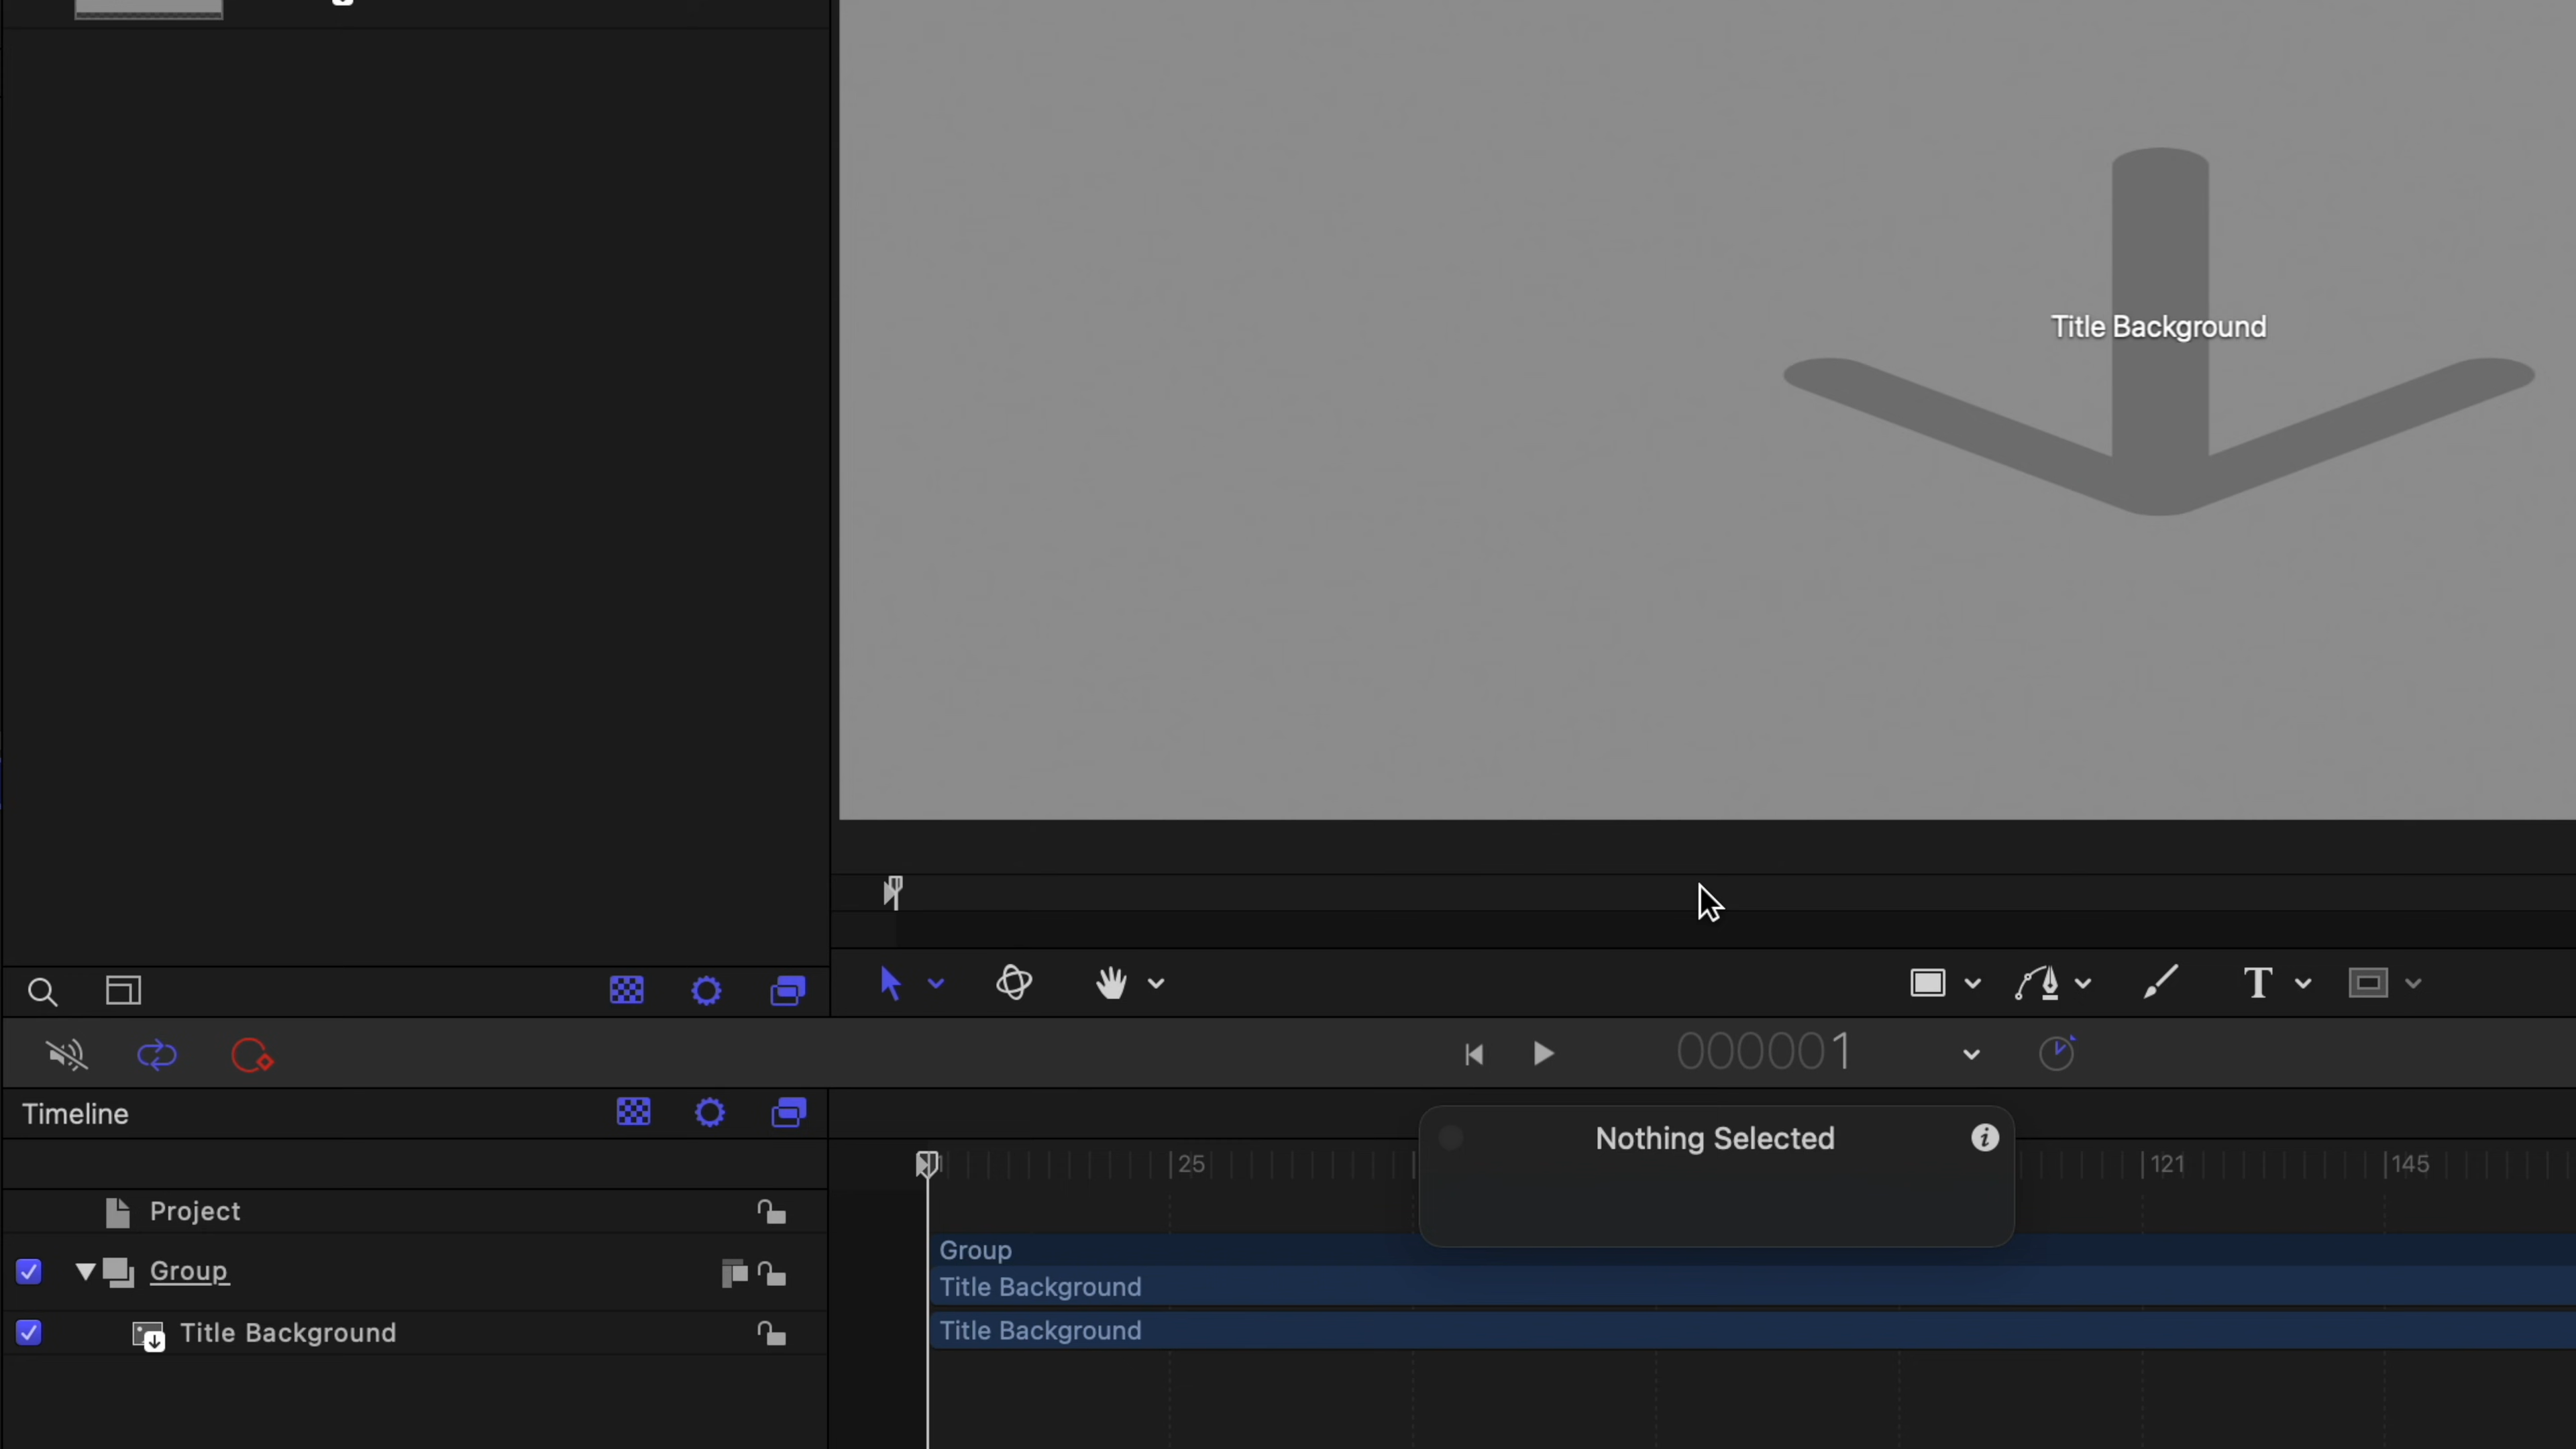 Title Background
000001
Timeline
Nothing Selected
25
121
145
Project
Group
Group
Title Background
Title Background
Title Background